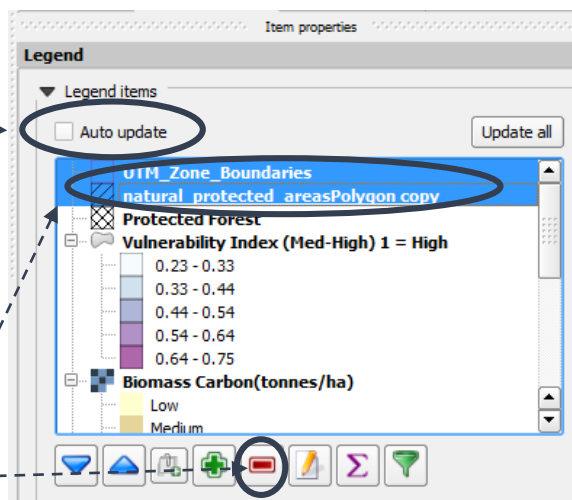 Item properties
Legend
Legend items
Auto update
Update all
UTM_Zone_Boundaries
natural_protected_areasPolygon copy
Protected Forest
Vulnerability Index (Med-High) 1 = High
0.23 - 0.33
0.33 - 0.44
0.44 - 0.54
0.54 - 0.64
0.64 - 0.75
Biomass Carbon(tonnes/ha)
Low
Medium
Σ